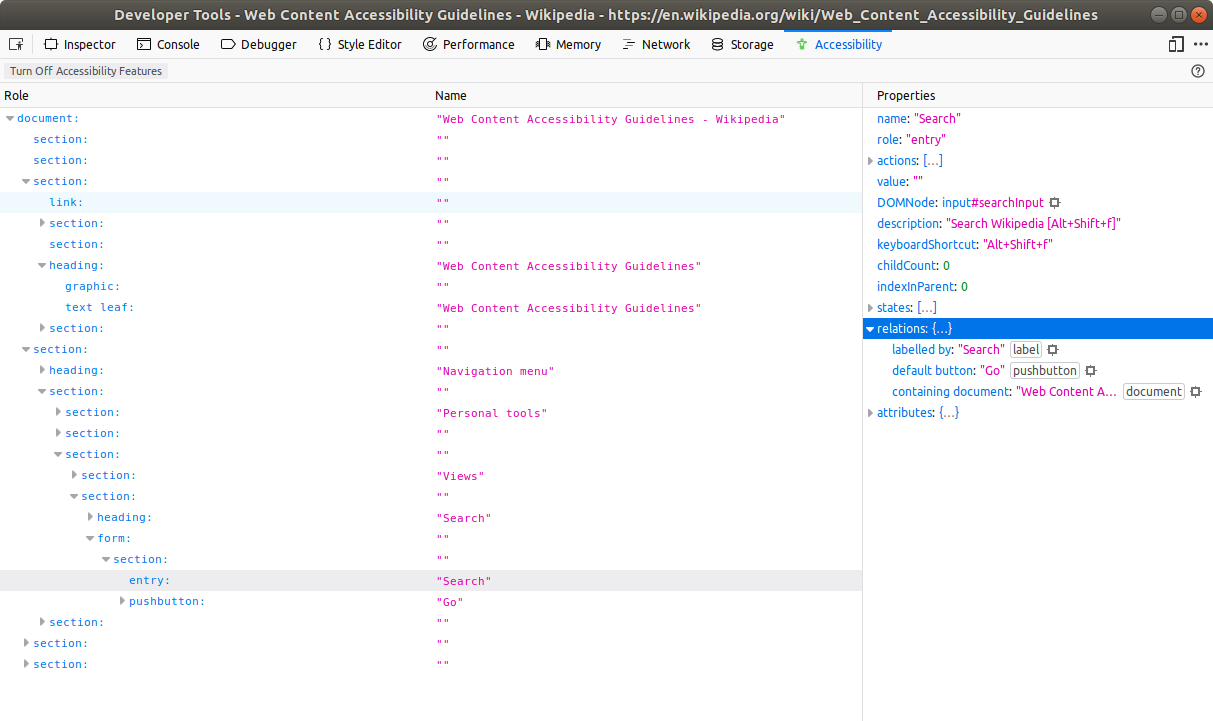 Developer Tools - Web Content Accessibility Guidelines - Wikipedia - https://en.wikipedia.org/wiki/Web_Content_Accessibility_Guidelines
Inspector Console Debugger { } Style Editor Performance Memory Network Storage Accessibility
Turn Off Accessibility Features
Role Name
document: "Web Content Accessibility Guidelines - Wikipedia"
section: ""
section: ""
section: ""
link: ""
section: ""
section: ""
heading: "Web Content Accessibility Guidelines"
graphic: ""
text leaf: "Web Content Accessibility Guidelines"
section: ""
section: ""
heading: "Navigation menu"
section: ""
section: "Personal tools"
section: ""
section: ""
section: "Views"
section: ""
heading: "Search"
form: ""
section: ""
entry: "Search"
pushbutton: "Go"
section: ""
section: ""
section: ""
Properties
name: "Search"
role: "entry"
actions: […]
value: ""
DOMNode: input#searchInput
description: "Search Wikipedia [Alt+Shift+f]"
keyboardShortcut: "Alt+Shift+f"
childCount: 0
indexInParent: 0
states: […]
relations: {…}
labelled by: "Search" label
default button: "Go" pushbutton
containing document: "Web Content A… document
attributes: {…}